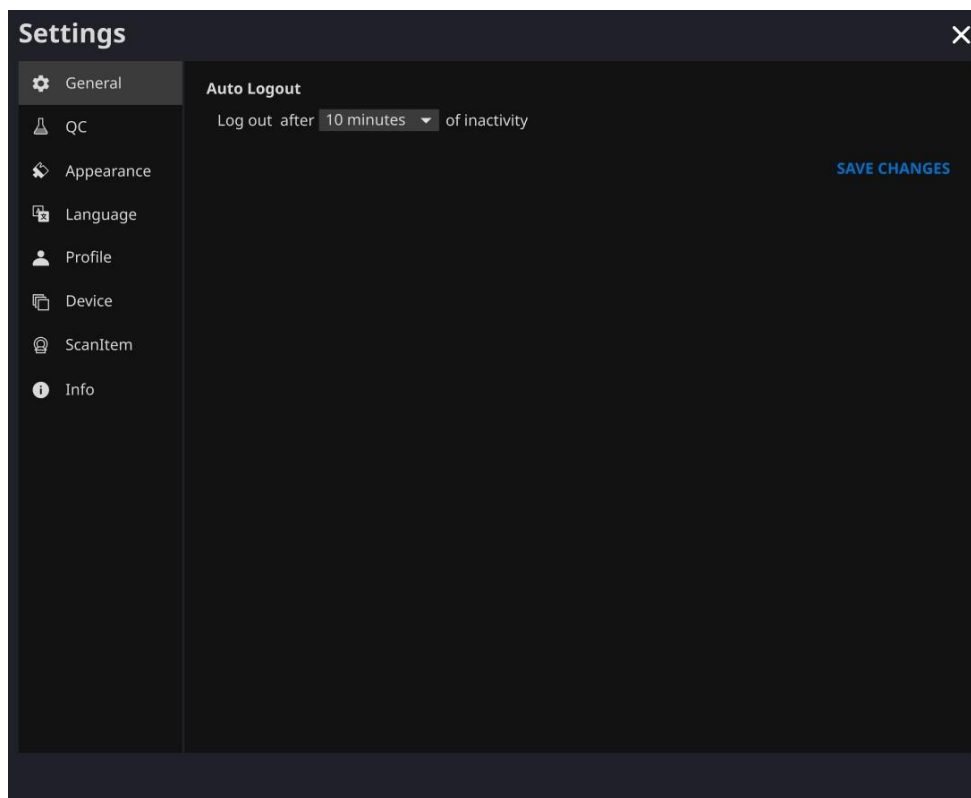 Settings
General
QC
Appearance
Language
Profile
Device
ScanItem
Info
Auto Logout
Log out after 10 minutes of inactivity
SAVE CHANGES